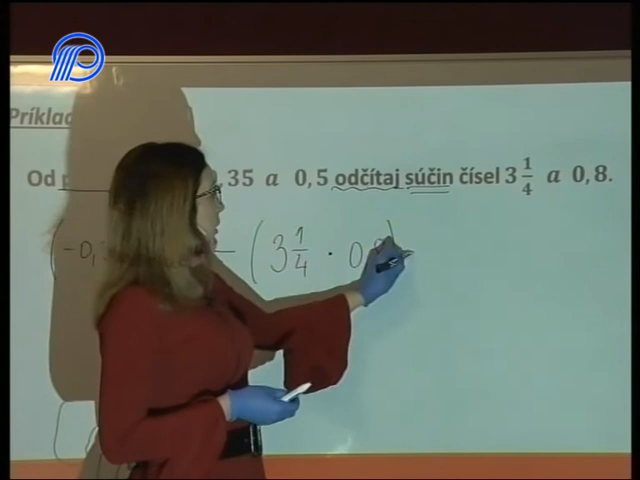 Príklad
Od , 35 a 0, 5 odčítaj súčin čísel 3 1/4 a 0, 8.
(-0, - (3 1/4 · 0,